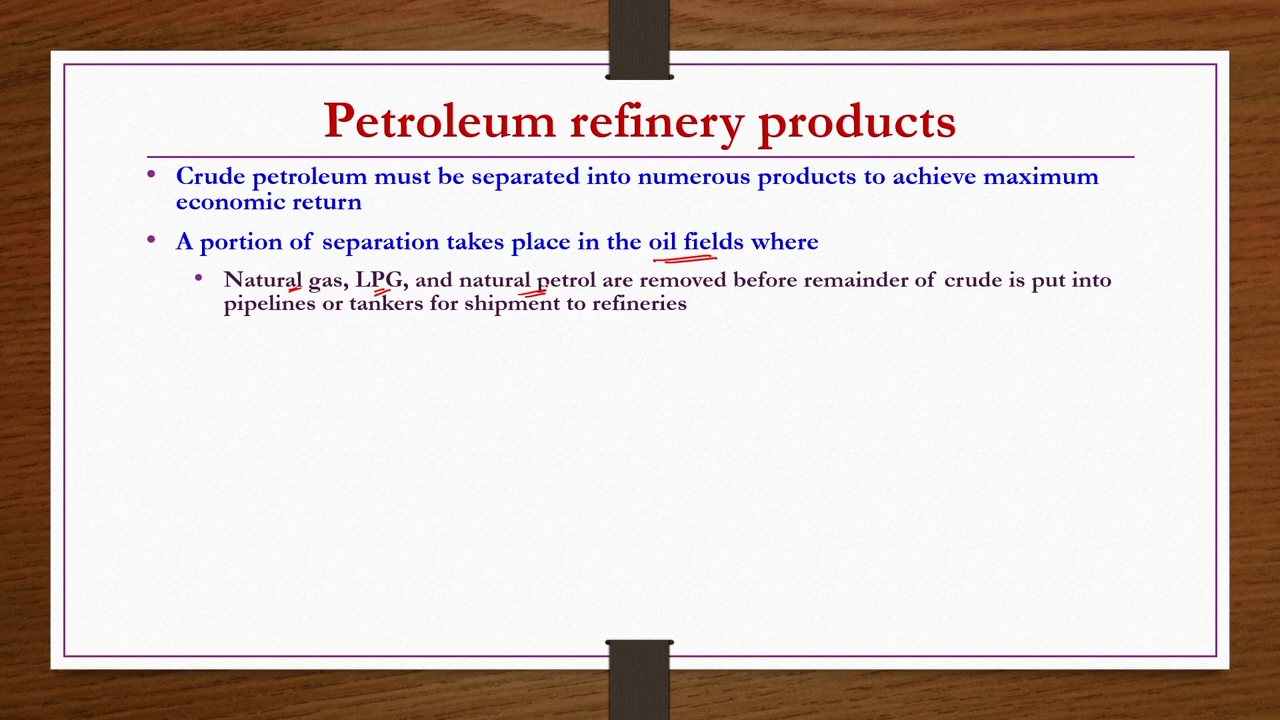 Petroleum refinery products
• Crude petroleum must be separated into numerous products to achieve maximum
economic return
• A portion of separation takes place in the oil fields where
• Natural gas, LPG, and natural petrol are removed before remainder of crude is put into
pipelines or tankers for shipment to refineries